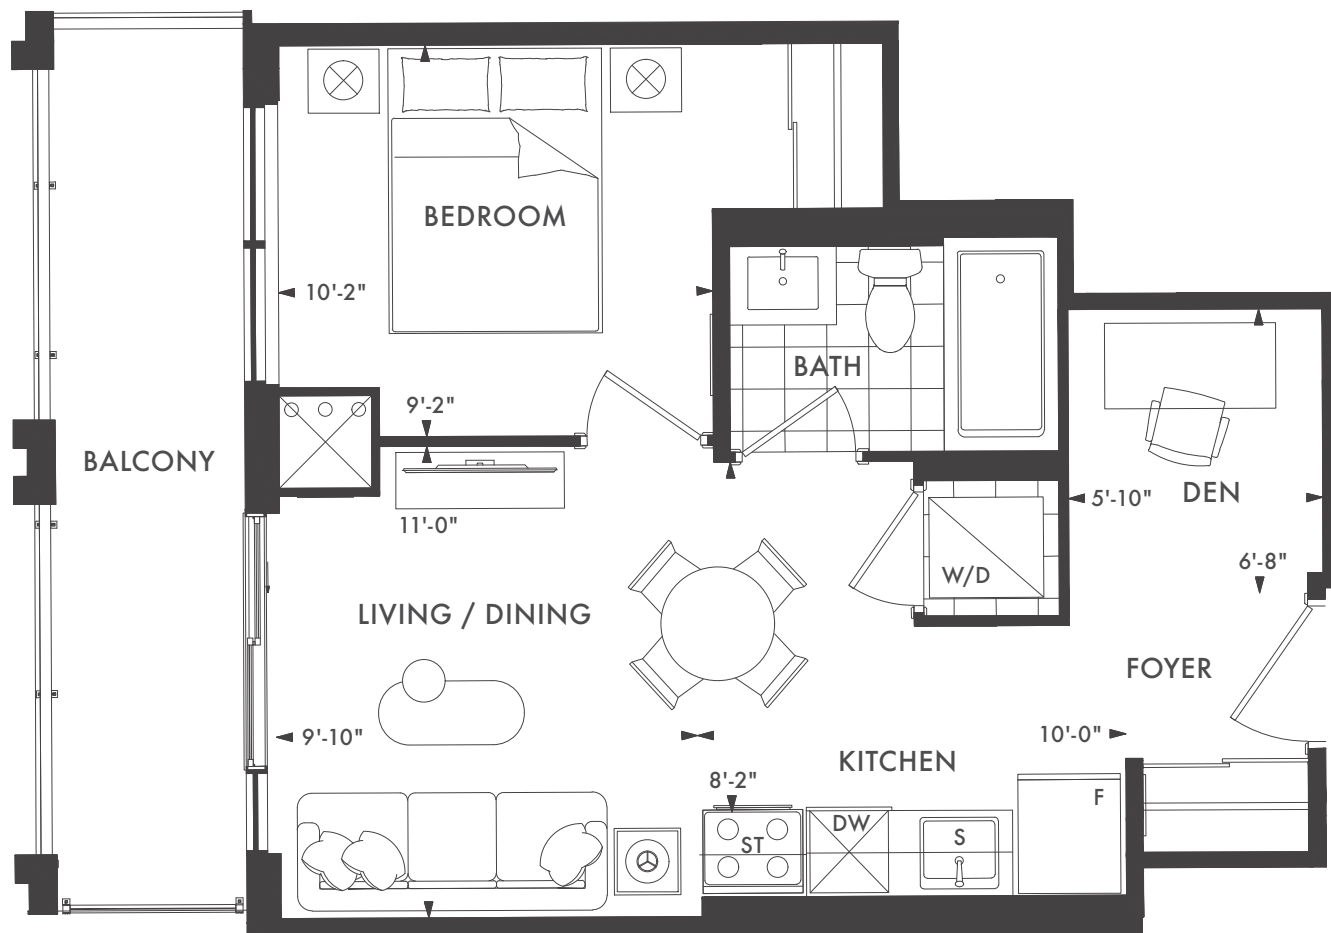 BEDROOM
10'-2"
BATH
9'-2"
BALCONY
DEN
5'-10"
11'-0"
6'-8"
W/D
LIVING / DINING
FOYER
9'-10"
10'-0"
KITCHEN
8'-2"
F
DW
S
ST